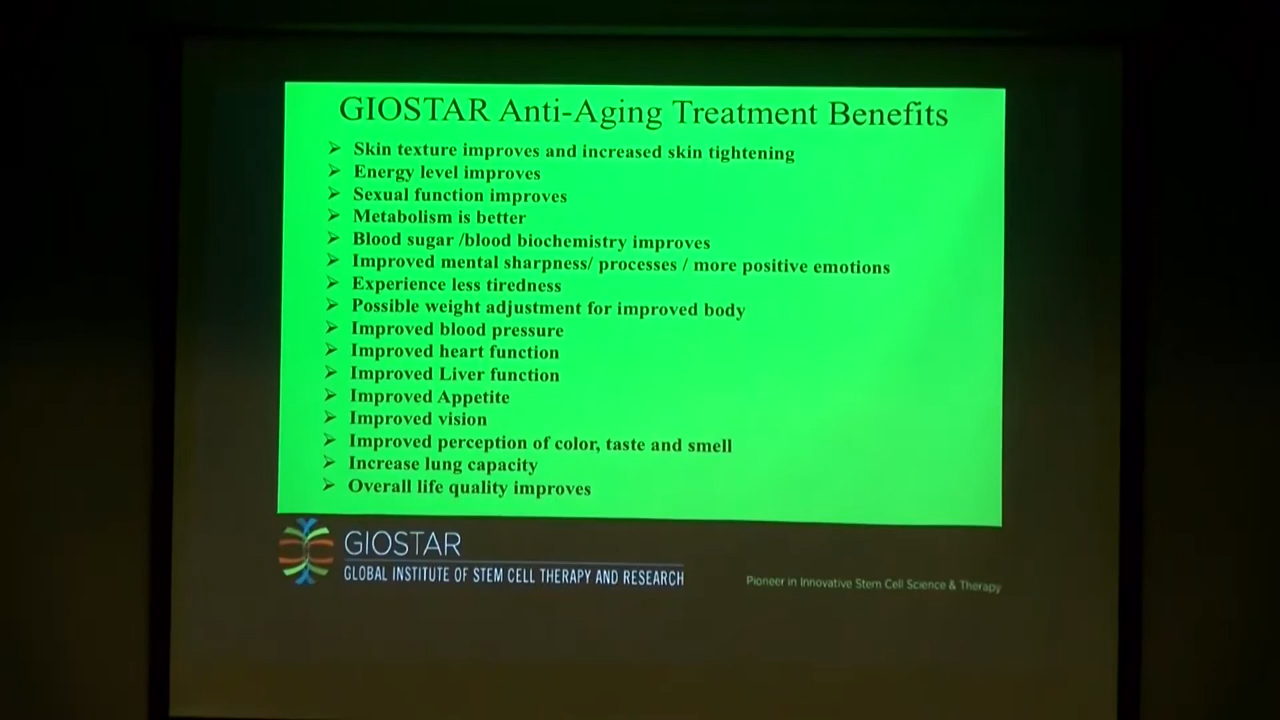 GIOSTAR Anti-Aging Treatment Benefits
➢ Skin texture improves and increased skin tightening
➢ Energy level improves
➢ Sexual function improves
➢ Metabolism is better
➢ Blood sugar /blood biochemistry improves
➢ Improved mental sharpness/ processes / more positive emotions
➢ Experience less tiredness
➢ Possible weight adjustment for improved body
➢ Improved blood pressure
➢ Improved heart function
➢ Improved Liver function
➢ Improved Appetite
➢ Improved vision
➢ Improved perception of color, taste and smell
➢ Increase lung capacity
➢ Overall life quality improves
GIOSTAR
GLOBAL INSTITUTE OF STEM CELL THERAPY AND RESEARCH
Pioneer in Innovative Stem Cell Science & Therapy